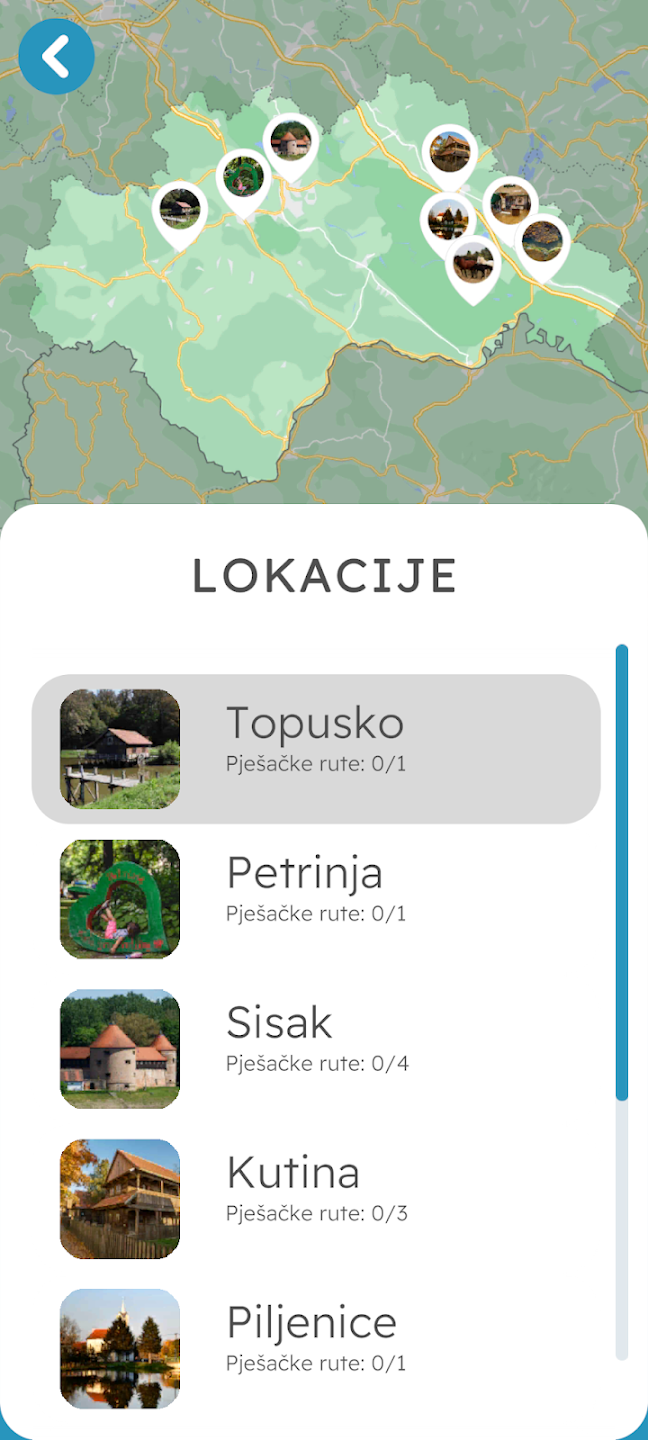 LOKACIJE
Topusko
Pješačke rute: 0/1
Petrinja
Pješačke rute: 0/1
Sisak
Pješačke rute: 0/4
Kutina
Pješačke rute: 0/3
Piljenice
Pješačke rute: 0/1